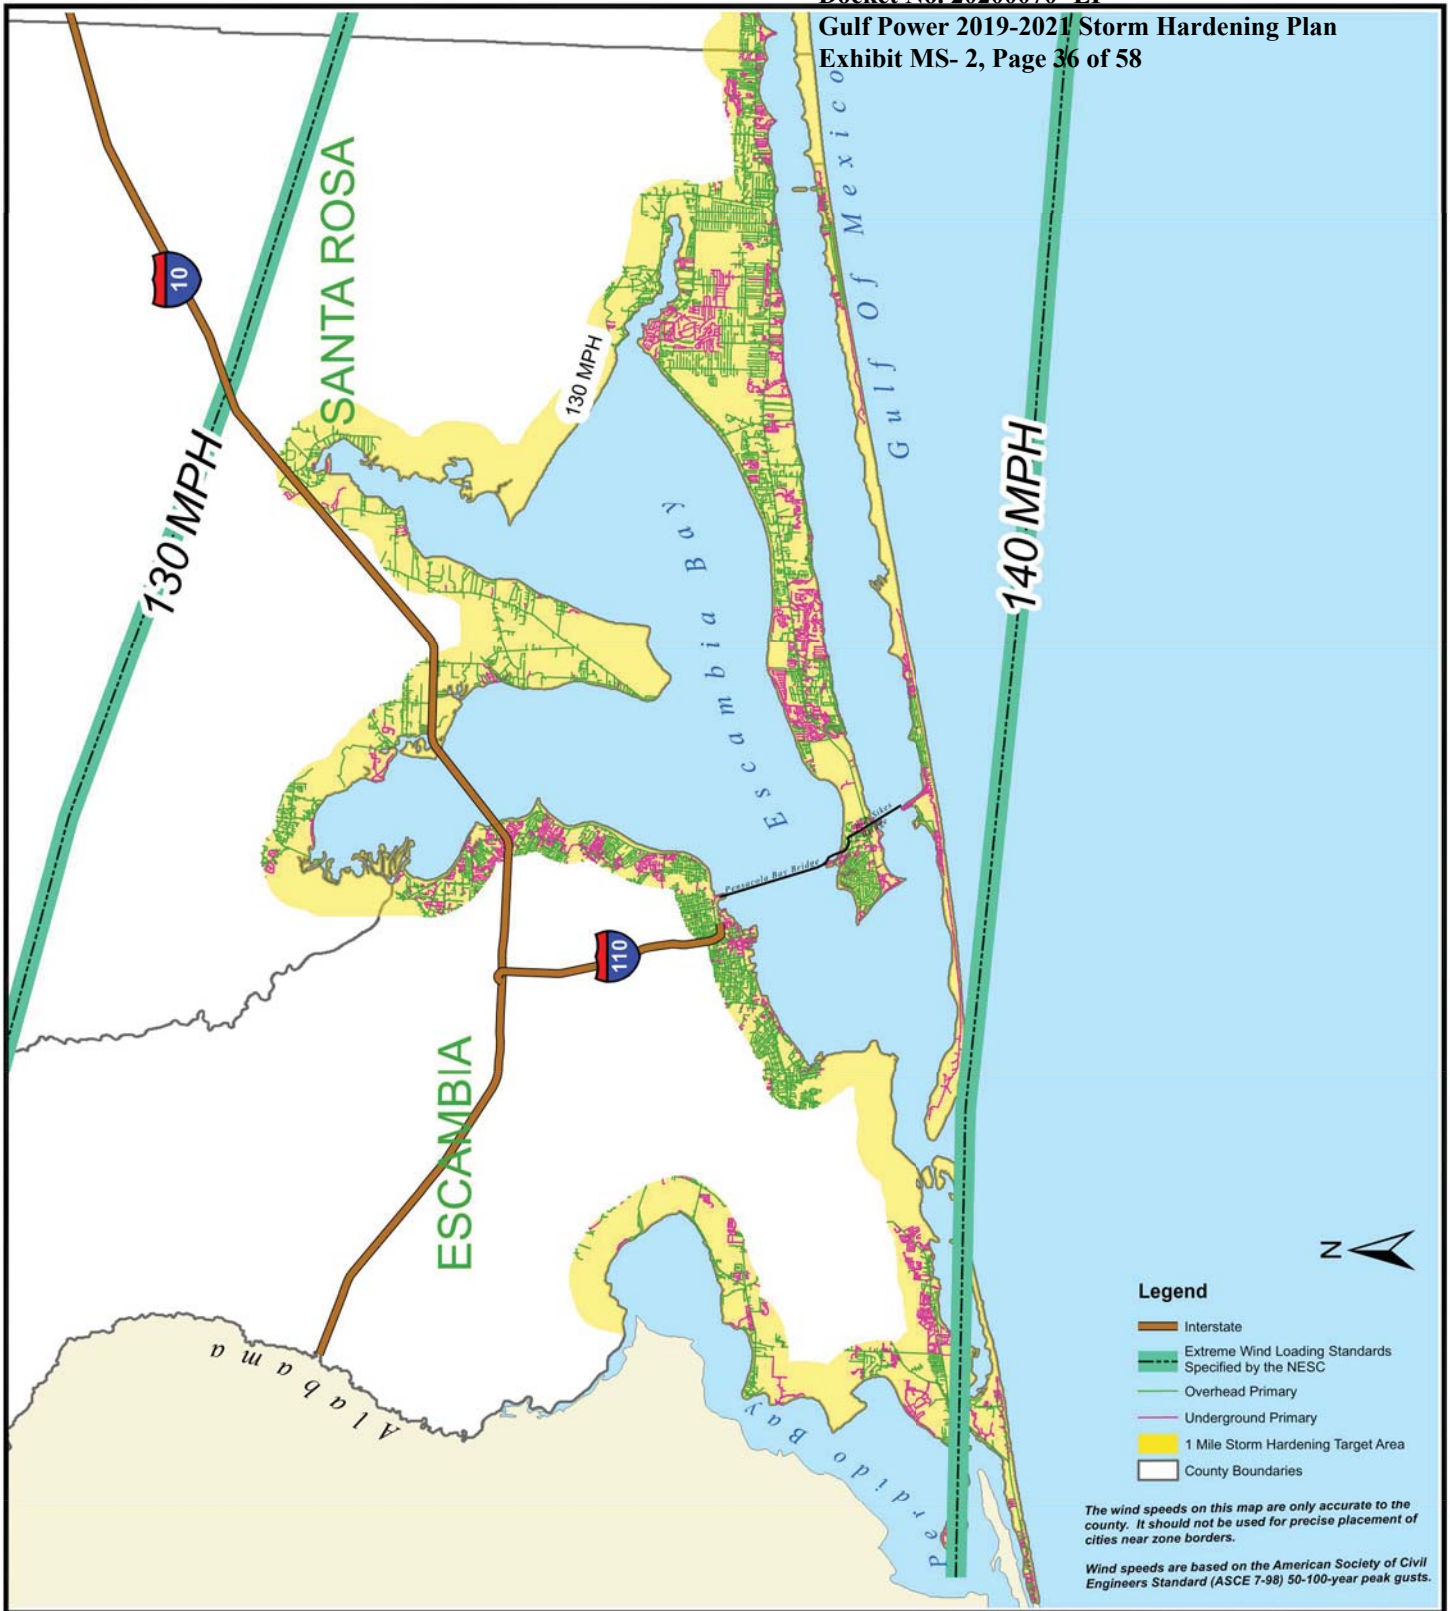 Gulf Power 2019-2021 Storm Hardening Plan
Exhibit MS- 2, Page 36 of 58
10
SANTA ROSA
130 MPH
130 MPH
Gulf Of Mexico
140 MPH
Escambia Bay
Pensacola Bay Bridge
Sikes
110
ESCAMBIA
Alabama
Perdido Bay
N
Legend
Interstate
Extreme Wind Loading Standards
Specified by the NESC
Overhead Primary
Underground Primary
1 Mile Storm Hardening Target Area
County Boundaries
The wind speeds on this map are only accurate to the
county. It should not be used for precise placement of
cities near zone borders.
Wind speeds are based on the American Society of Civil
Engineers Standard (ASCE 7-98) 50-100-year peak gusts.